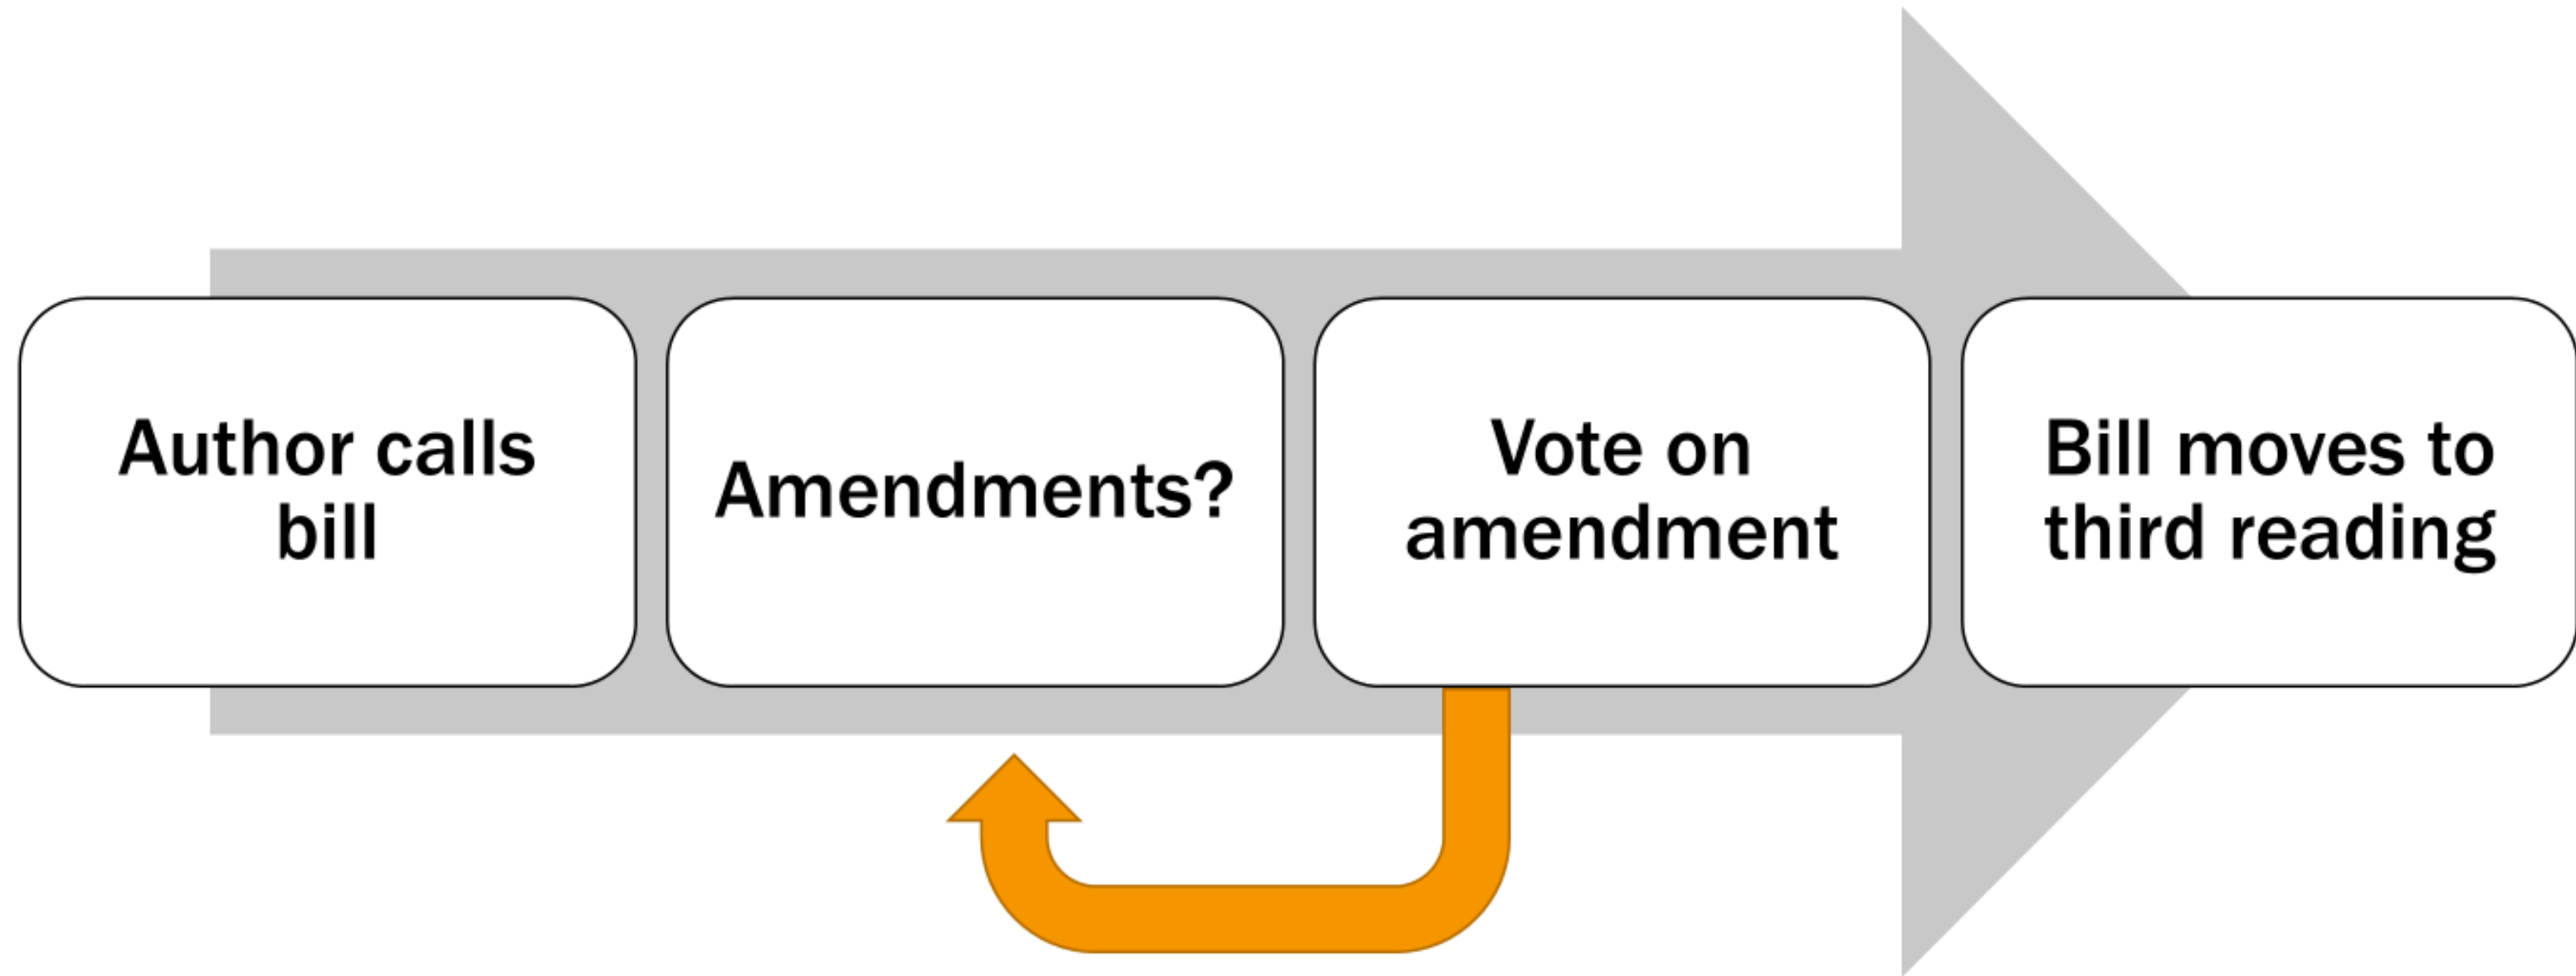 Author calls
bill
Amendments?
Vote on
amendment
Bill moves to
third reading